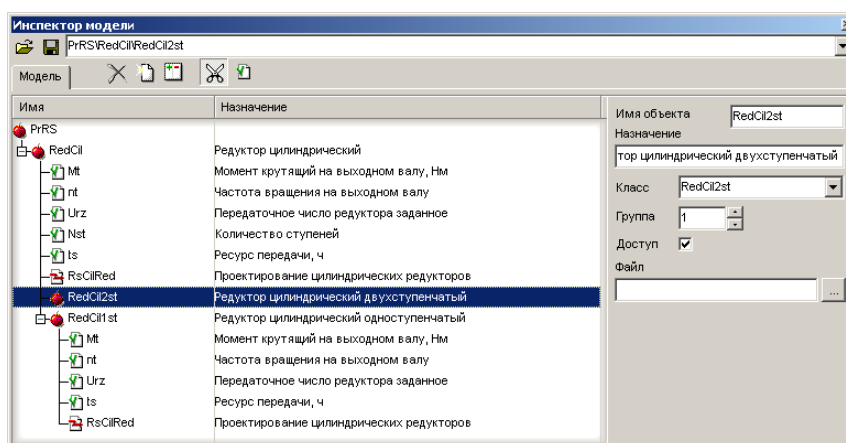 Инспектор модели
PrRS\RedCil\RedCil2st
Модель
Имя Назначение
PrRS
RedCil Редуктор цилиндрический
Mt Момент крутящий на выходном валу, Нм
nt Частота вращения на выходном валу
Urz Передаточное число редуктора заданное
Nst Количество ступеней
ts Ресурс передачи, ч
RsCilRed Проектирование цилиндрических редукторов
RedCil2st Редуктор цилиндрический двухступенчатый
RedCil1st Редуктор цилиндрический одноступенчатый
Mt Момент крутящий на выходном валу, Нм
nt Частота вращения на выходном валу
Urz Передаточное число редуктора заданное
ts Ресурс передачи, ч
RsCilRed Проектирование цилиндрических редукторов
Имя объекта RedCil2st
Назначение
тор цилиндрический двухступенчатый
Класс RedCil2st
Группа 1
Доступ
Файл
...